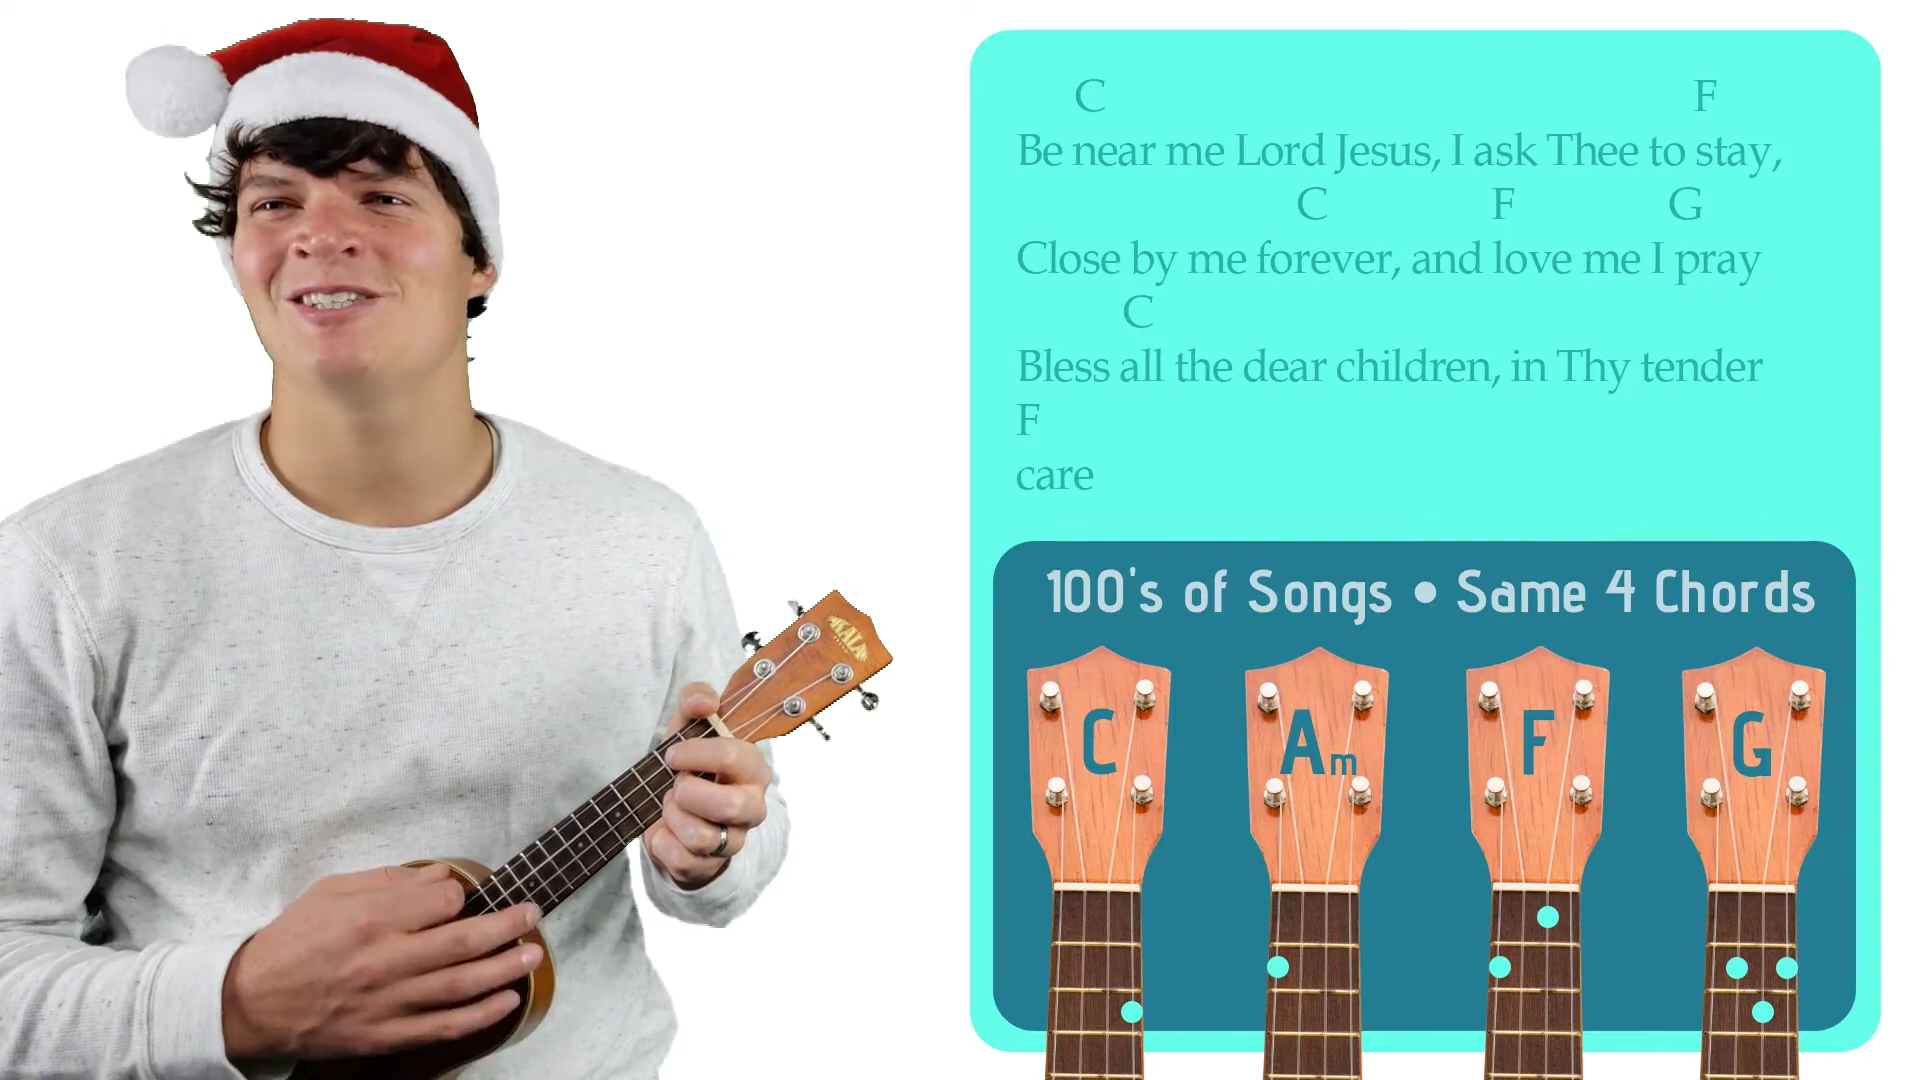 C F
Be near me Lord Jesus, I ask Thee to stay,
C F G
Close by me forever, and love me I pray
C
Bless all the dear children, in Thy tender
F
care
100's of Songs • Same 4 Chords
C Am F G
KALA